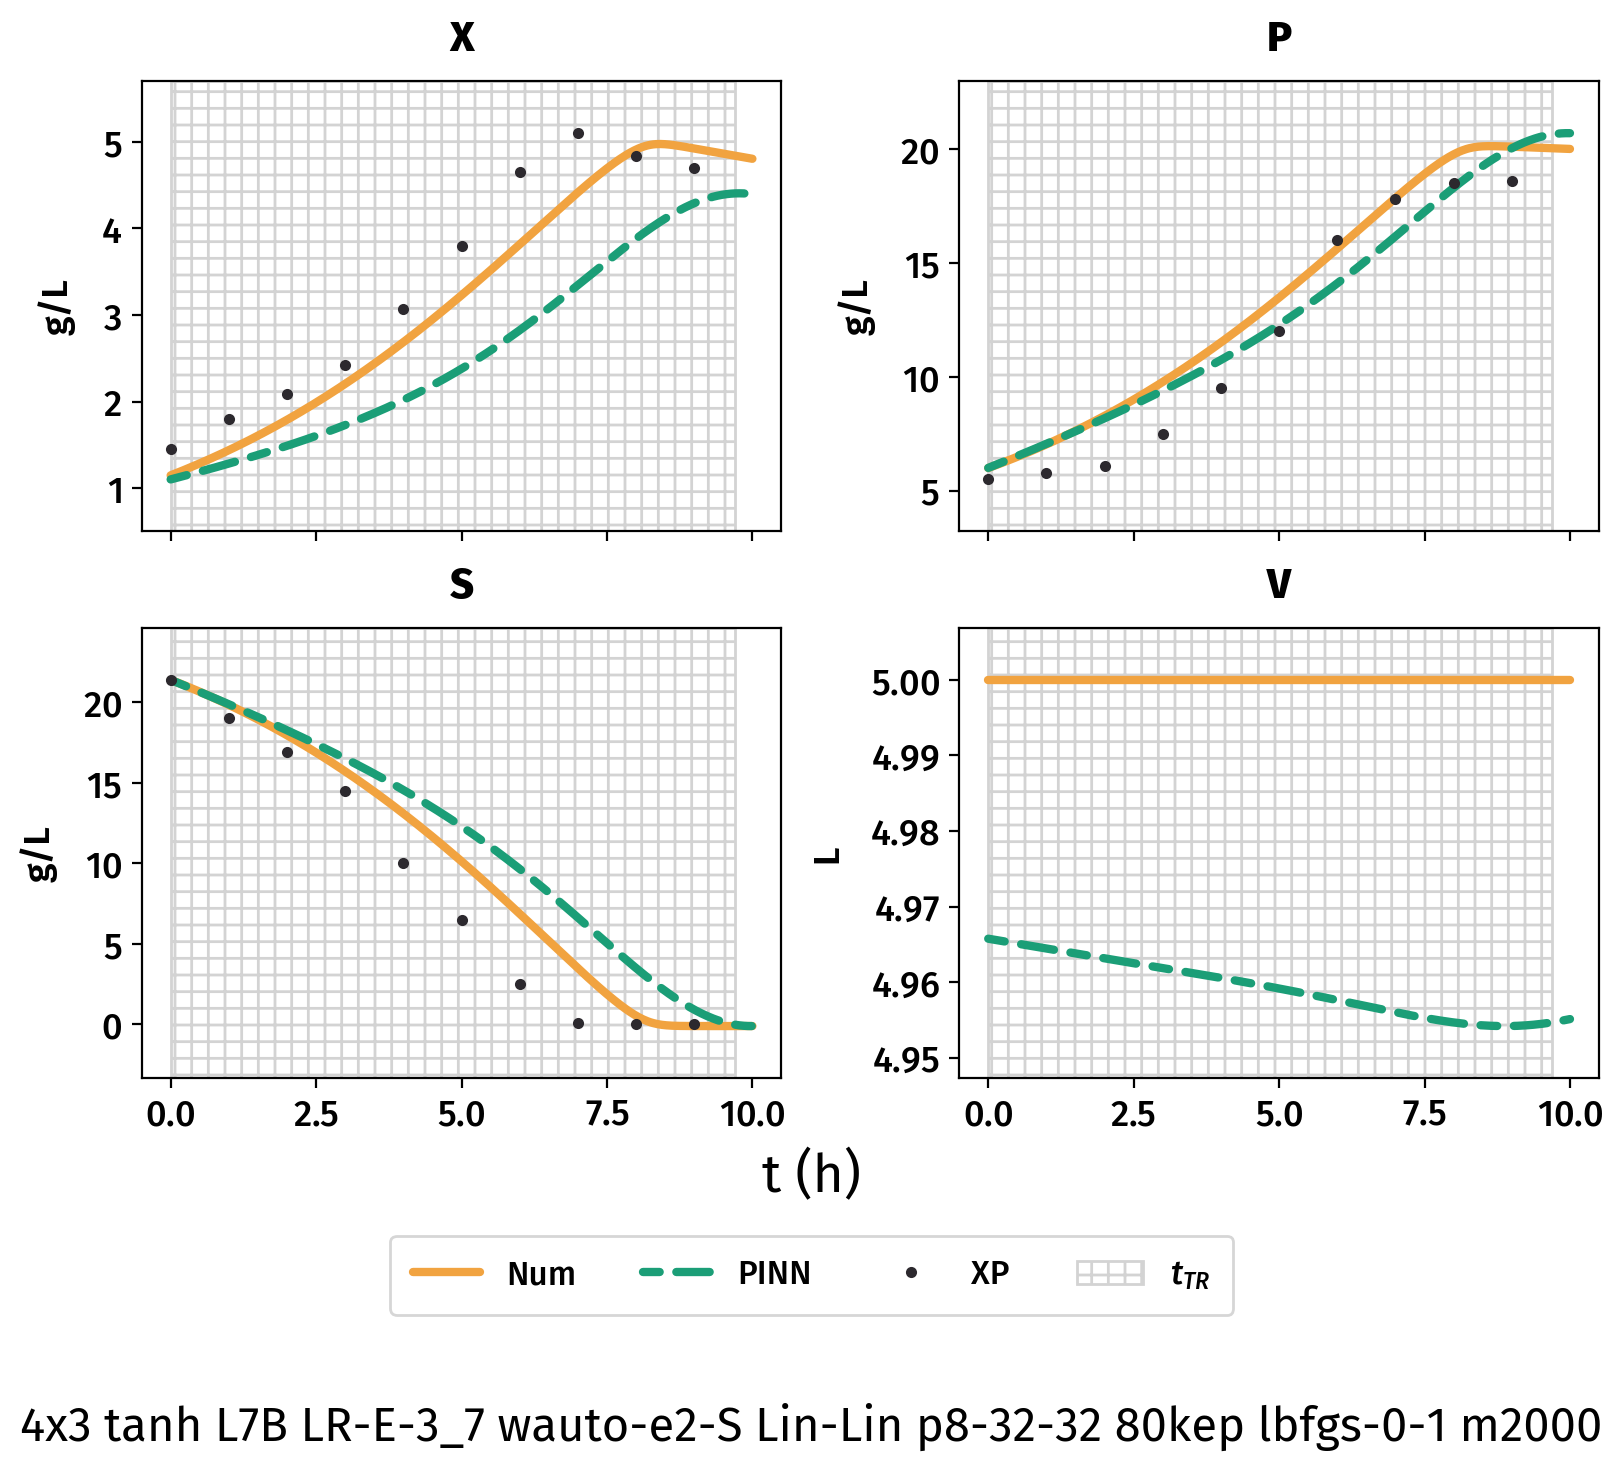 X
P
g/L
5
4
3
2
1
g/L
20
15
10
5
S
V
g/L
20
15
10
5
0
0.0 2.5 5.0 7.5 10.0
L
5.00
4.99
4.98
4.97
4.96
4.95
0.0 2.5 5.0 7.5 10.0
t (h)
Num PINN XP t_TR
4x3 tanh L7B LR-E-3_7 wauto-e2-S Lin-Lin p8-32-32 80kep lbfgs-0-1 m2000